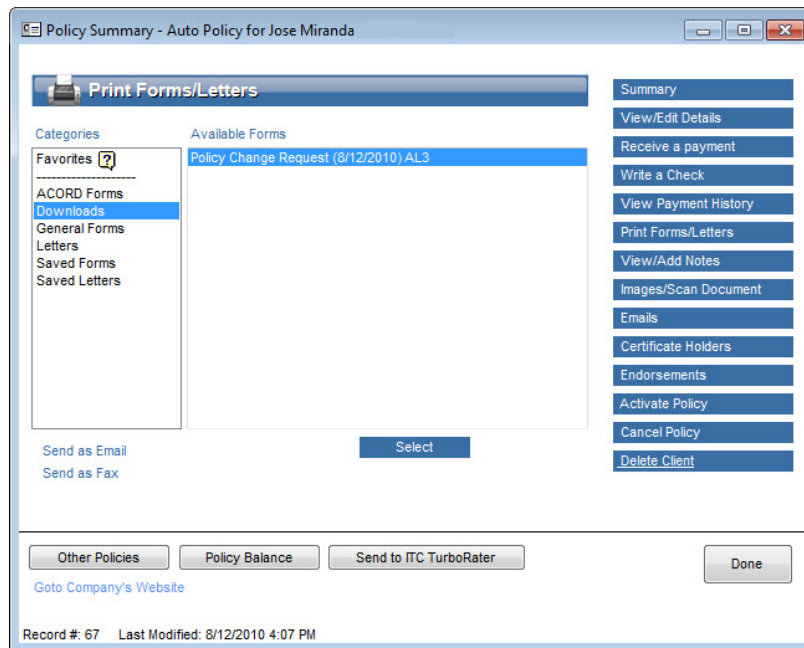 Policy Summary - Auto Policy for Jose Miranda
Print Forms/Letters
Categories
Favorites ?
--------------------
ACORD Forms
Downloads
General Forms
Letters
Saved Forms
Saved Letters
Available Forms
Policy Change Request (8/12/2010) AL3
Send as Email
Send as Fax
Select
Summary
View/Edit Details
Receive a payment
Write a Check
View Payment History
Print Forms/Letters
View/Add Notes
Images/Scan Document
Emails
Certificate Holders
Endorsements
Activate Policy
Cancel Policy
Delete Client
Other Policies
Policy Balance
Send to ITC TurboRater
Done
Goto Company's Website
Record #: 67 Last Modified: 8/12/2010 4:07 PM